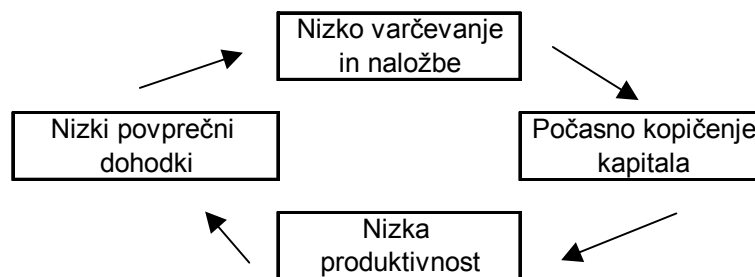 Nizko varčevanje
in naložbe
Nizki povprečni
dohodki
Počasno kopičenje
kapitala
Nizka
produktivnost